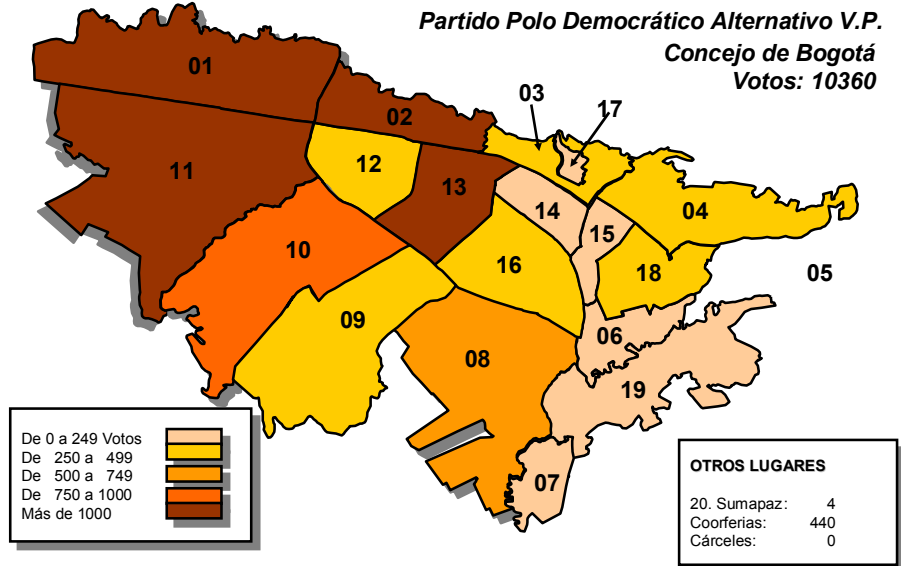 Partido Polo Democrático Alternativo V.P.
Concejo de Bogotá
Votos: 10360
01
02
03
17
11
12
13
14
15
04
10
16
18
05
09
08
06
19
07
De 0 a 249 Votos
De 250 a 499
De 500 a 749
De 750 a 1000
Más de 1000
OTROS LUGARES
20. Sumapaz: 4
Coorferias: 440
Cárceles: 0